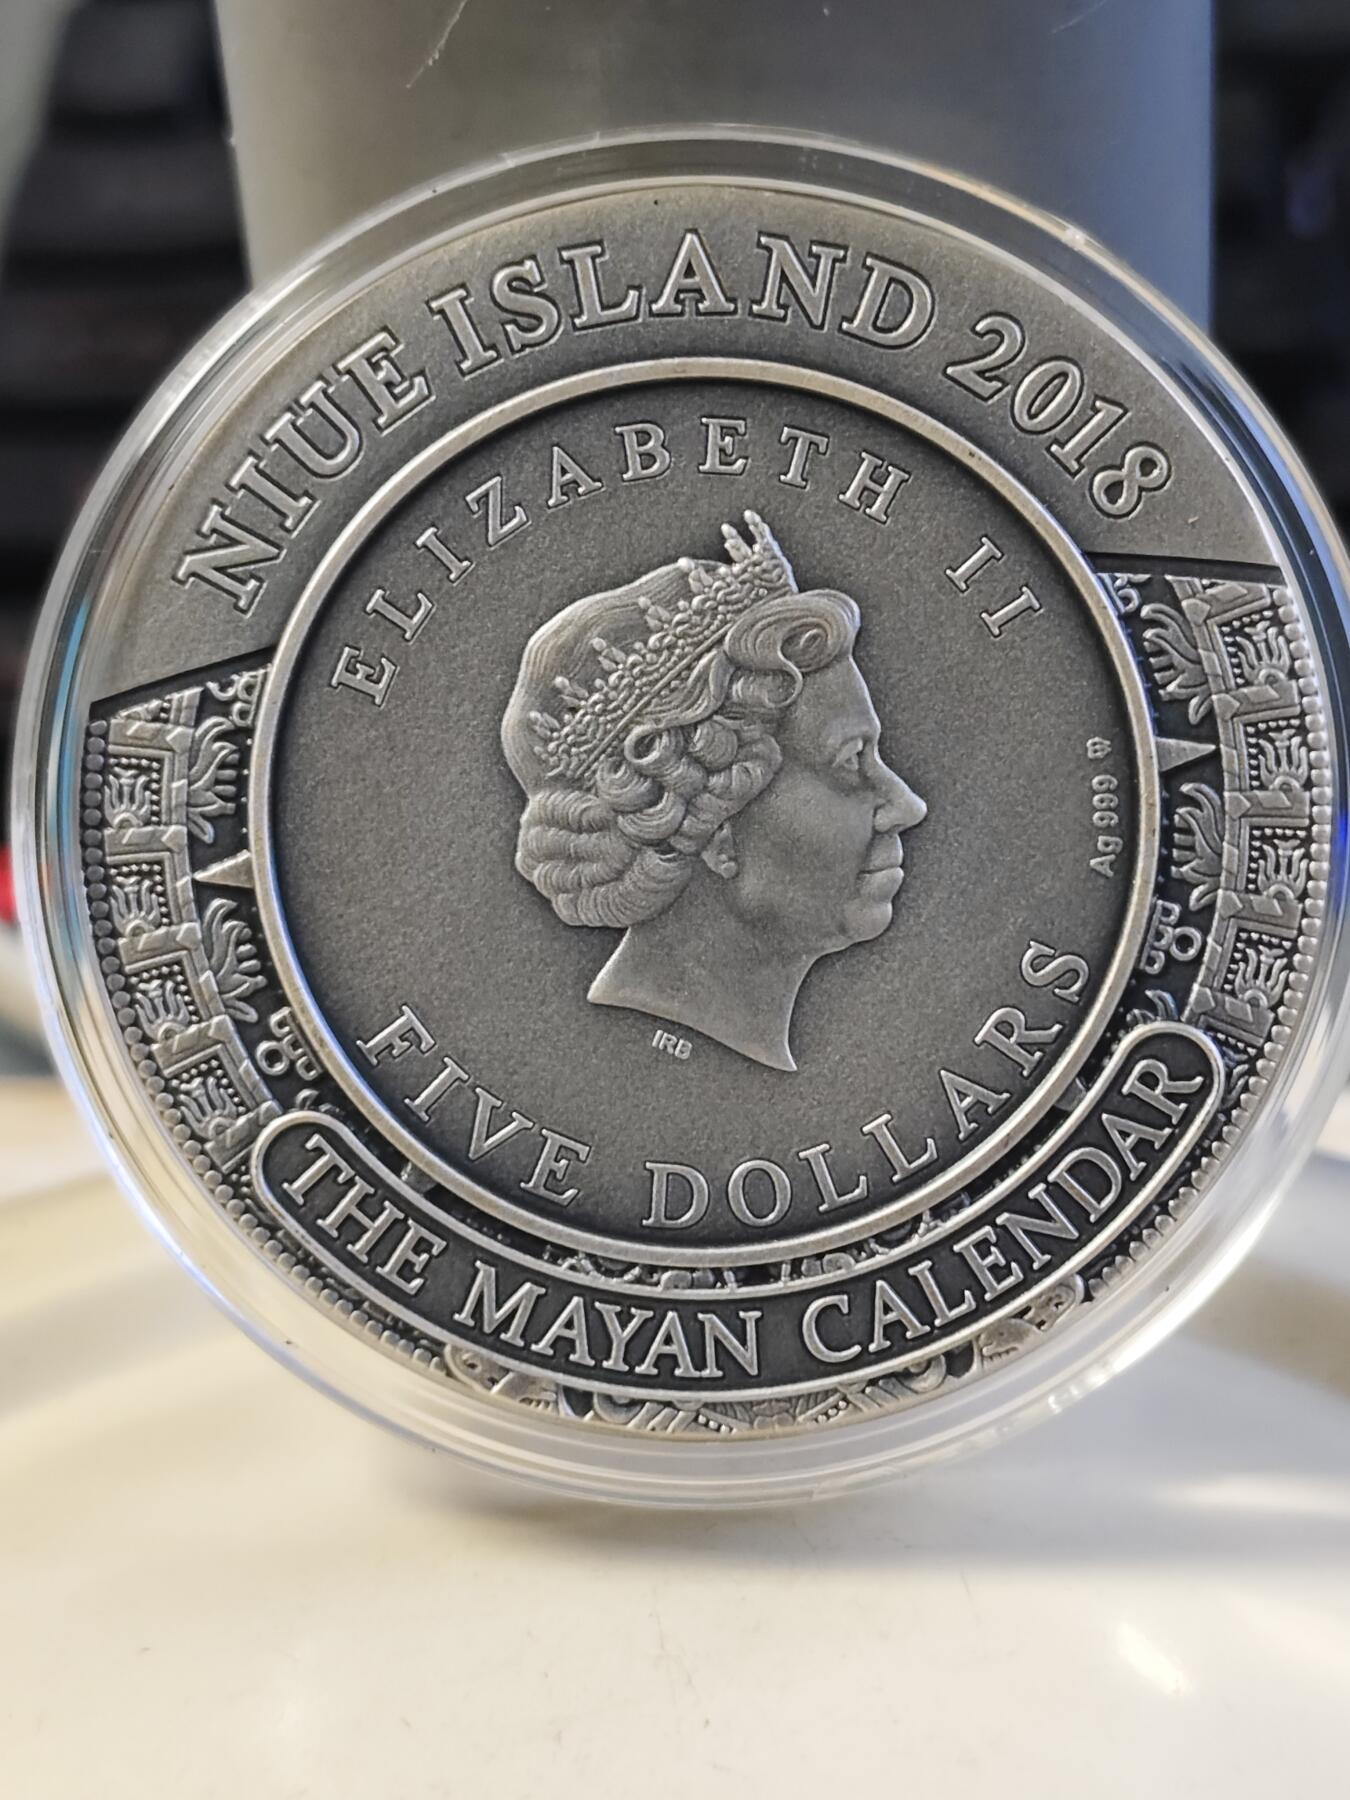 NIUE ISLAND 2018
ELIZABETH II
Ag 999
IRB
FIVE DOLLARS
THE MAYAN CALENDAR